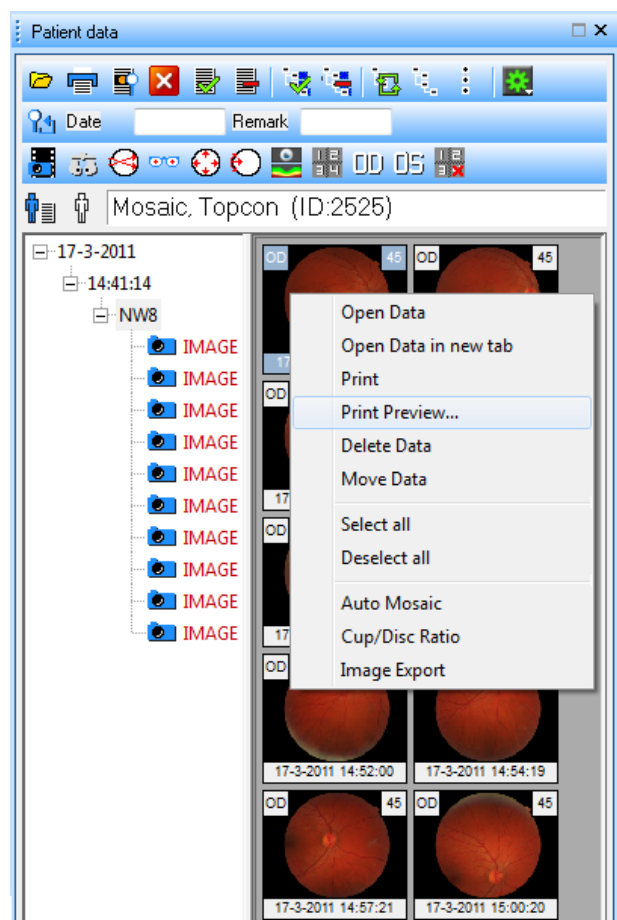 Patient data
Date
Remark
OD OS
Mosaic, Topcon (ID:2525)
17-3-2011
14:41:14
NW8
IMAGE
IMAGE
IMAGE
IMAGE
IMAGE
IMAGE
IMAGE
IMAGE
IMAGE
IMAGE
OD 45 OD 45
Open Data
Open Data in new tab
Print
Print Preview...
Delete Data
Move Data
Select all
Deselect all
Auto Mosaic
Cup/Disc Ratio
Image Export
17
OD
17
OD
17
OD
17-3-2011 14:52:00 17-3-2011 14:54:19
OD 45 OD 45
17-3-2011 14:57:21 17-3-2011 15:00:20